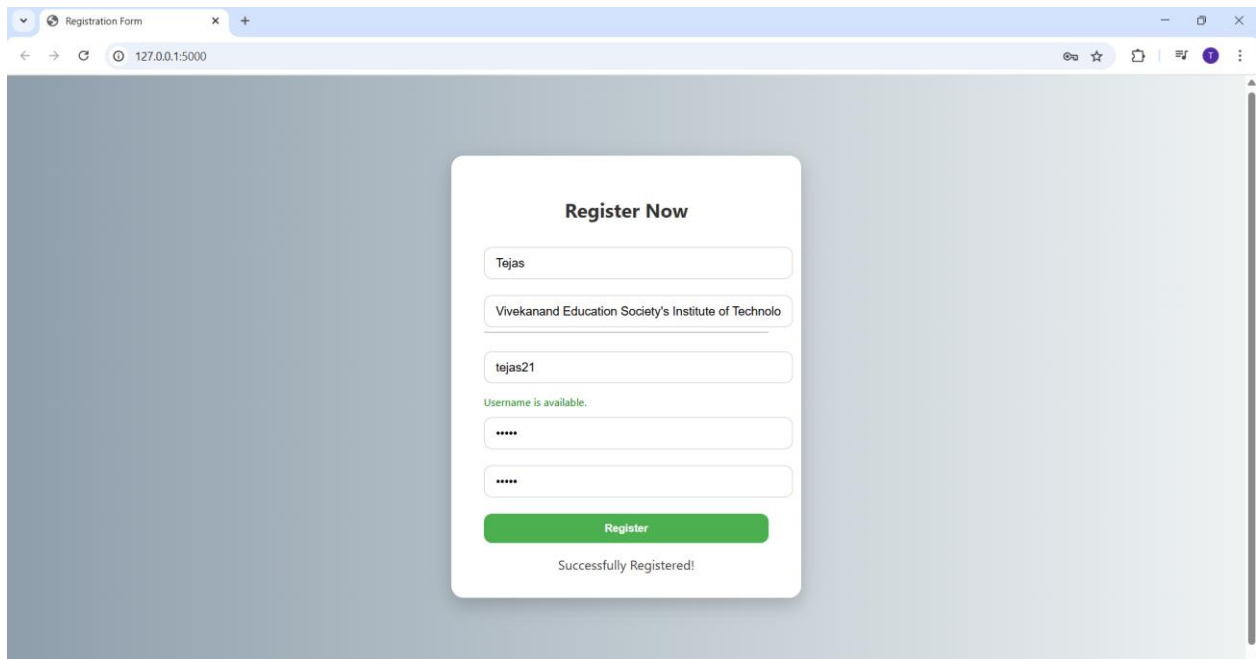 Registration Form
127.0.0.1:5000
T
Register Now
Tejas
Vivekanand Education Society's Institute of Technolo
tejas21
Username is available.
•••••
•••••
Register
Successfully Registered!